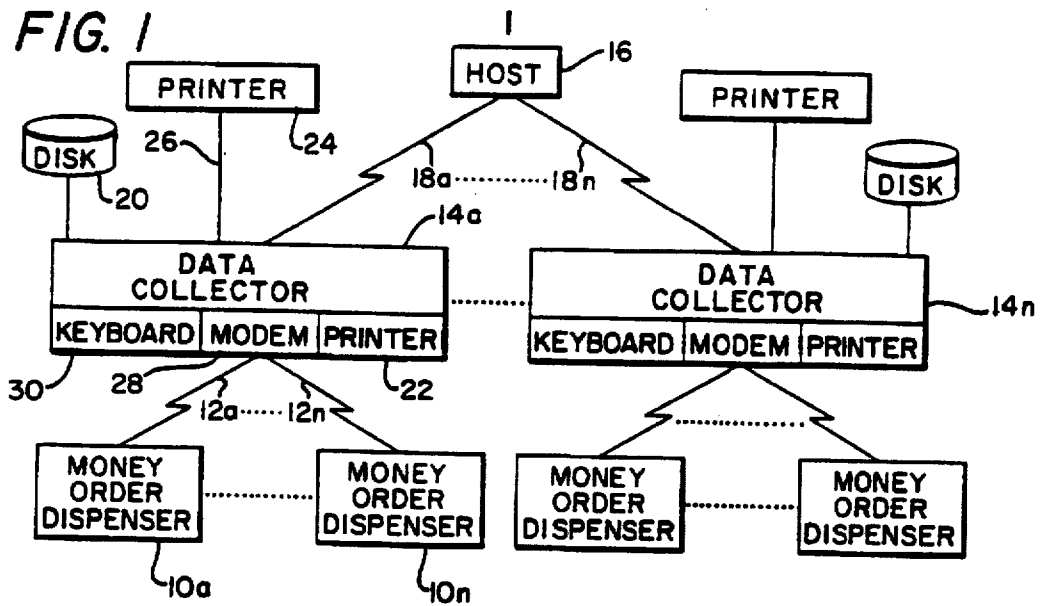 FIG. 1
1
HOST
16
PRINTER
24
PRINTER
26
DISK
20
DISK
18a
18n
14a
DATA
COLLECTOR
KEYBOARD
MODEM
PRINTER
DATA
COLLECTOR
KEYBOARD
MODEM
PRINTER
14n
30
28
22
12a
12n
MONEY
ORDER
DISPENSER
MONEY
ORDER
DISPENSER
MONEY
ORDER
DISPENSER
MONEY
ORDER
DISPENSER
10a
10n